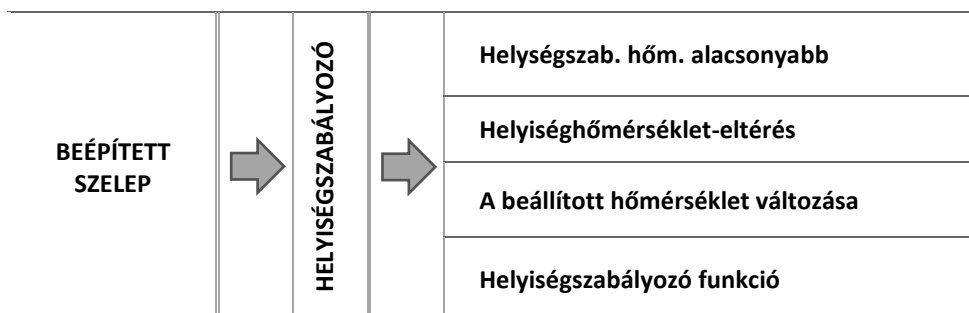 BEÉPÍTETT
SZELEP
HELYISÉGSZABÁLYOZÓ
Helységszab. hőm. alacsonyabb
Helyiséghőmérséklet-eltérés
A beállított hőmérséklet változása
Helyiségszabályozó funkció